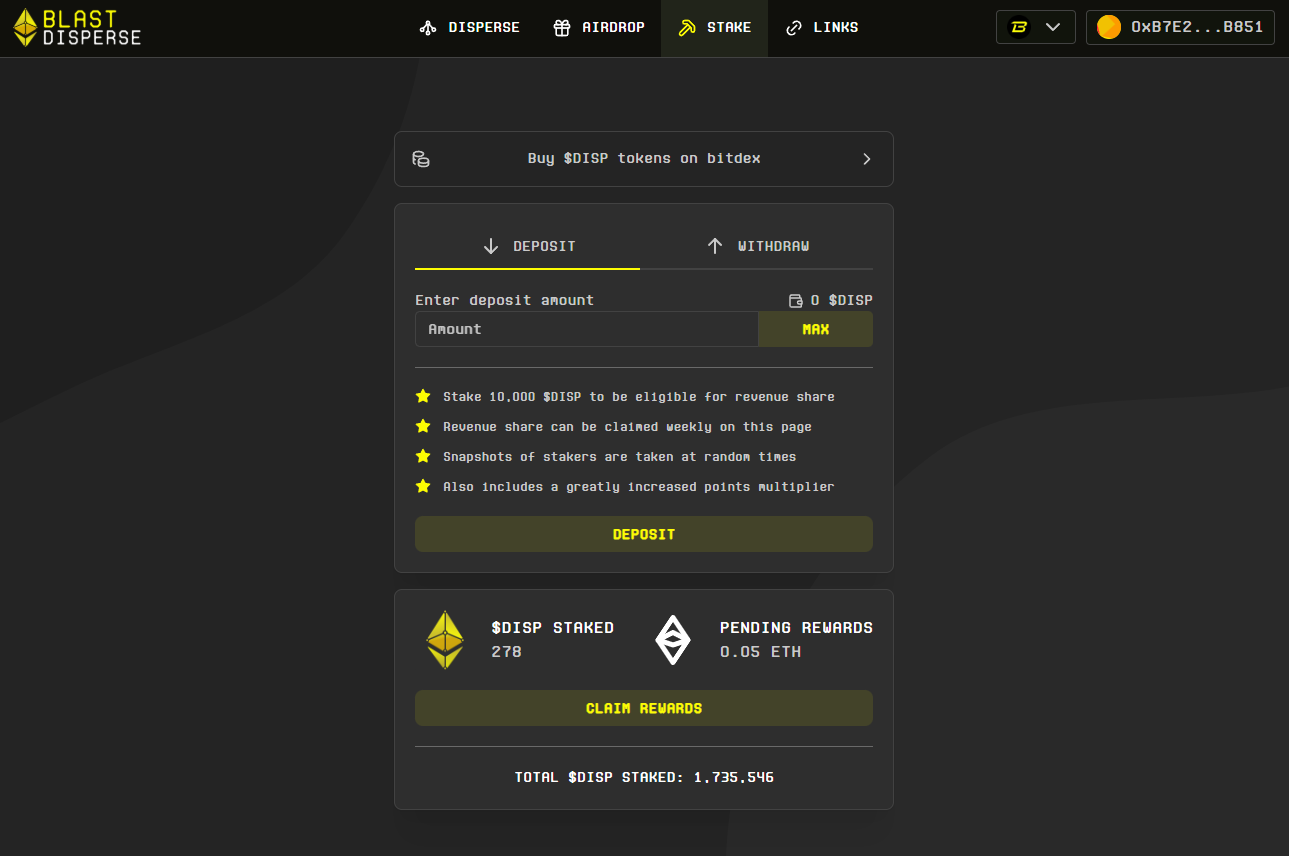 BLAST
DISPERSE
DISPERSE
AIRDROP
STAKE
LINKS
0xB7E2...B851
Buy $DISP tokens on bitdex
DEPOSIT
WITHDRAW
Enter deposit amount
0 $DISP
Amount
MAX
Stake 10,000 $DISP to be eligible for revenue share
Revenue share can be claimed weekly on this page
Snapshots of stakers are taken at random times
Also includes a greatly increased points multiplier
DEPOSIT
$DISP STAKED
278
PENDING REWARDS
0.05 ETH
CLAIM REWARDS
TOTAL $DISP STAKED: 1,735,546